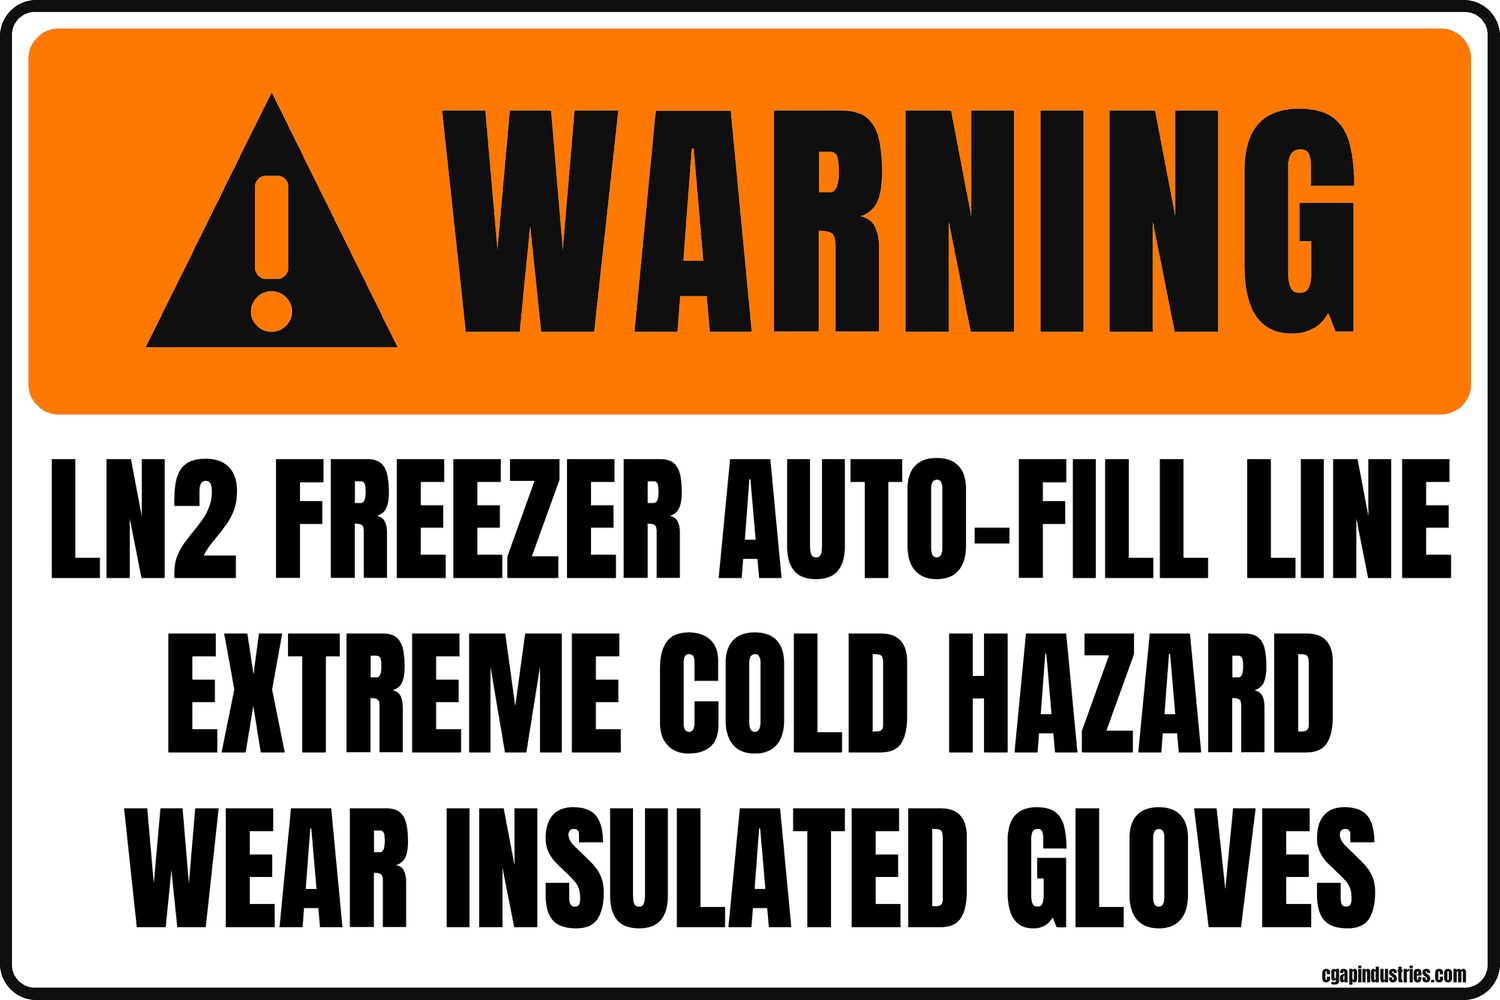 WARNING
LN2 FREEZER AUTO-FILL LINE
EXTREME COLD HAZARD
WEAR INSULATED GLOVES
cgapindustries.com